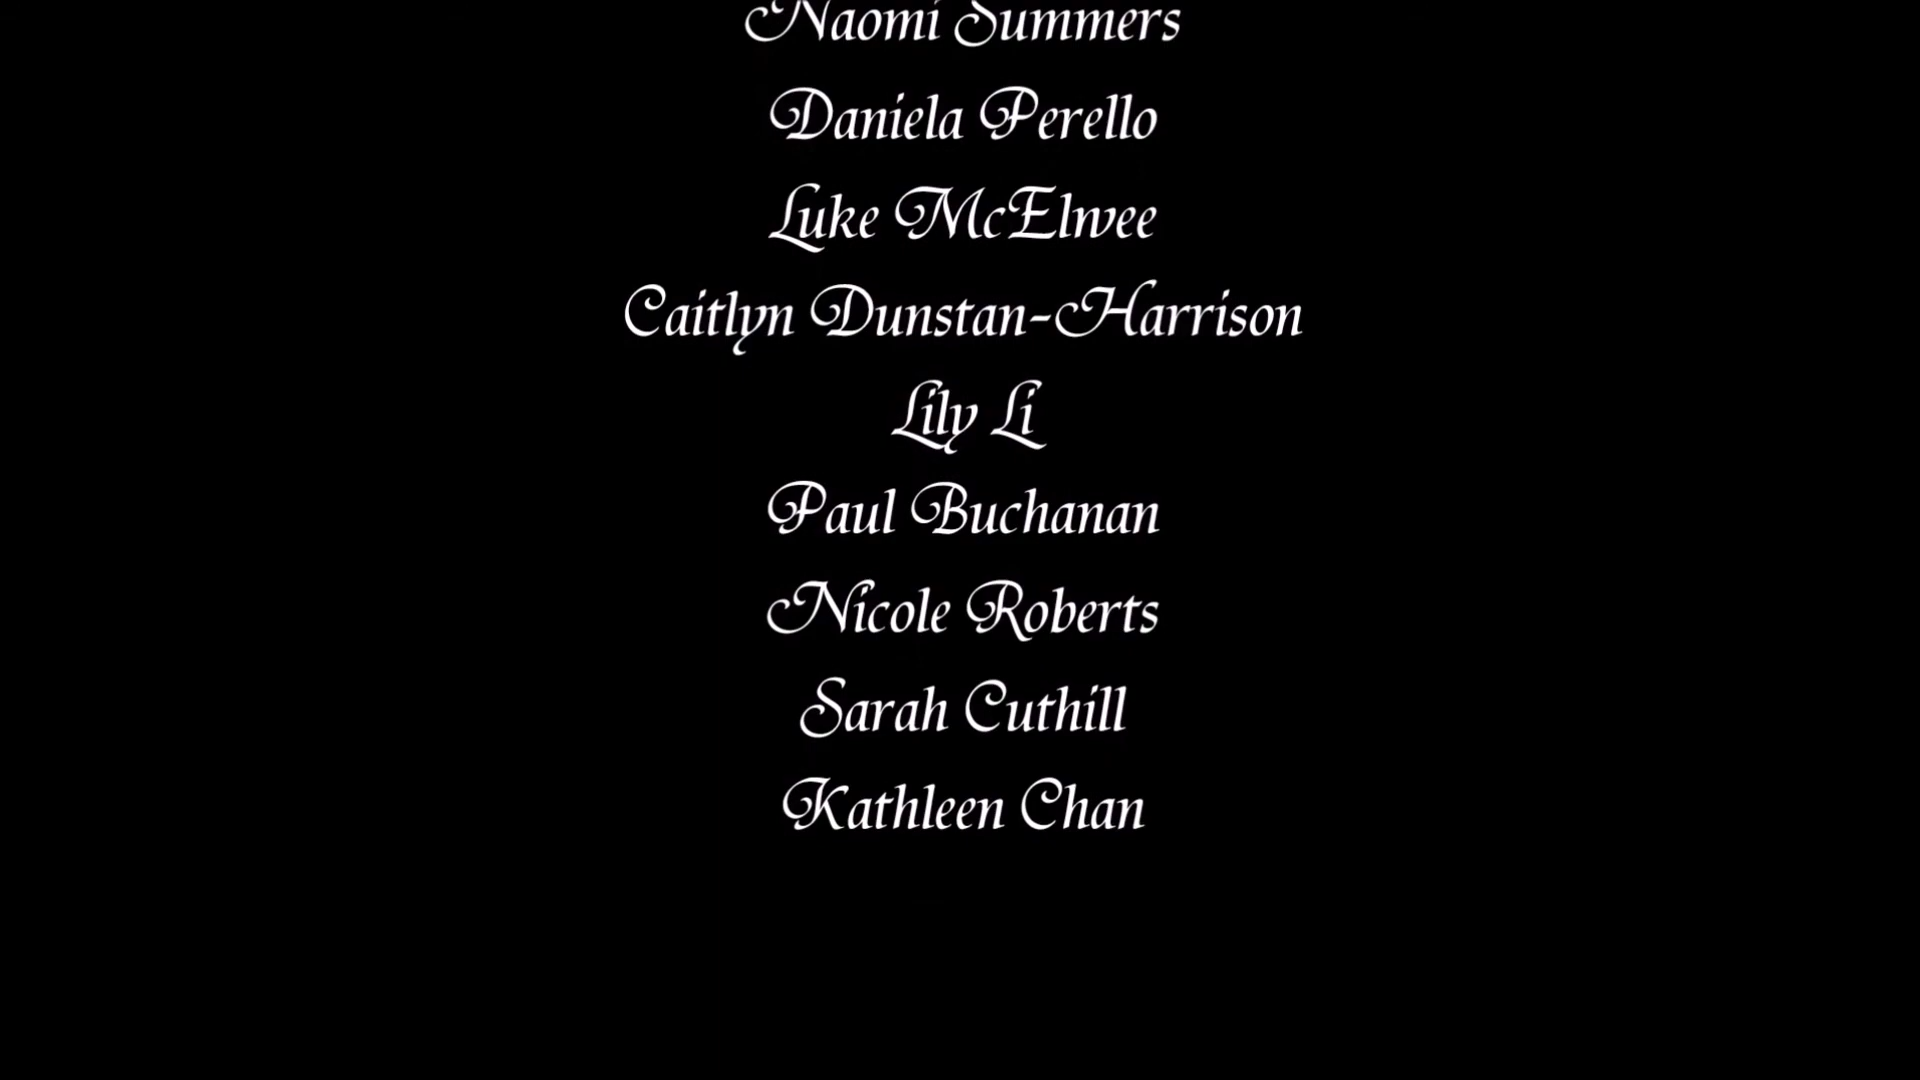 Naomi Summers
Daniela Perello
Luke McElwee
Caitlyn Dunstan-Harrison
Lily Li
Paul Buchanan
Nicole Roberts
Sarah Cuthill
Kathleen Chan